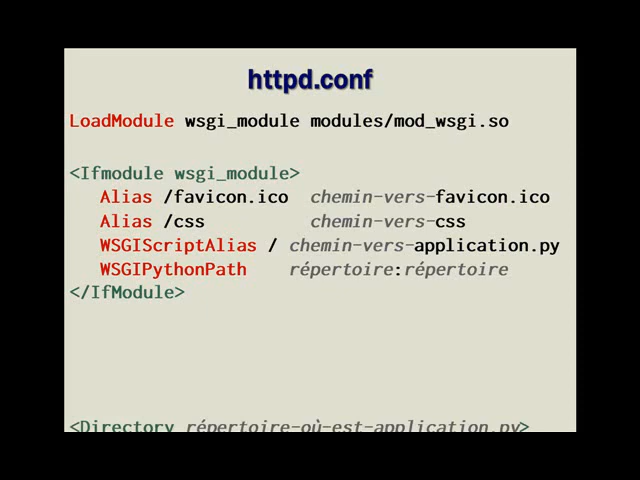 httpd.conf
LoadModule wsgi_module modules/mod_wsgi.so
<Ifmodule wsgi_module>
Alias /favicon.ico chemin-vers-favicon.ico
Alias /css chemin-vers-css
WSGIScriptAlias / chemin-vers-application.py
WSGIPythonPath répertoire:répertoire
</IfModule>
<Directory répertoire-où-est-application.py>